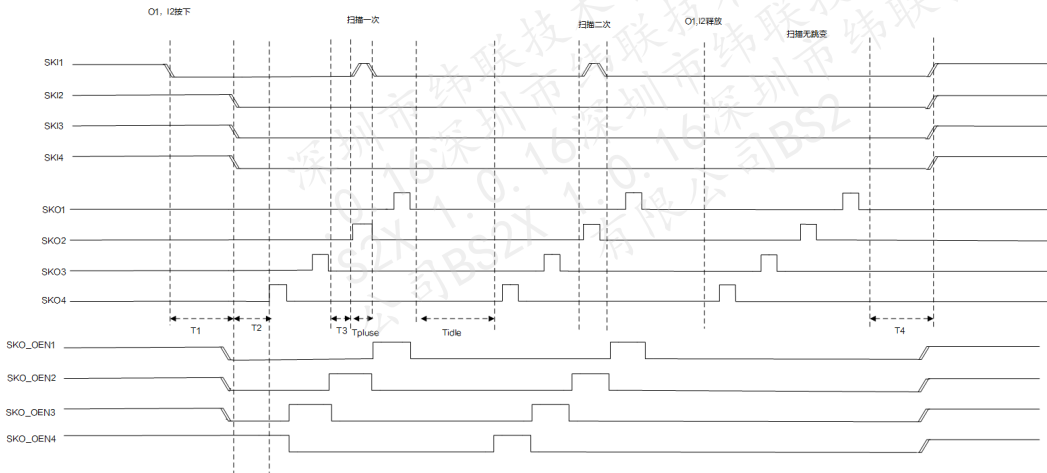 O1，I2按下
扫描一次
扫描二次
O1,I2释放
扫描无跳变
SKI1
SKI2
SKI3
SKI4
SKO1
SKO2
SKO3
SKO4
T1
T2
T3
Tpluse
Tidle
T4
SKO_OEN1
SKO_OEN2
SKO_OEN3
SKO_OEN4